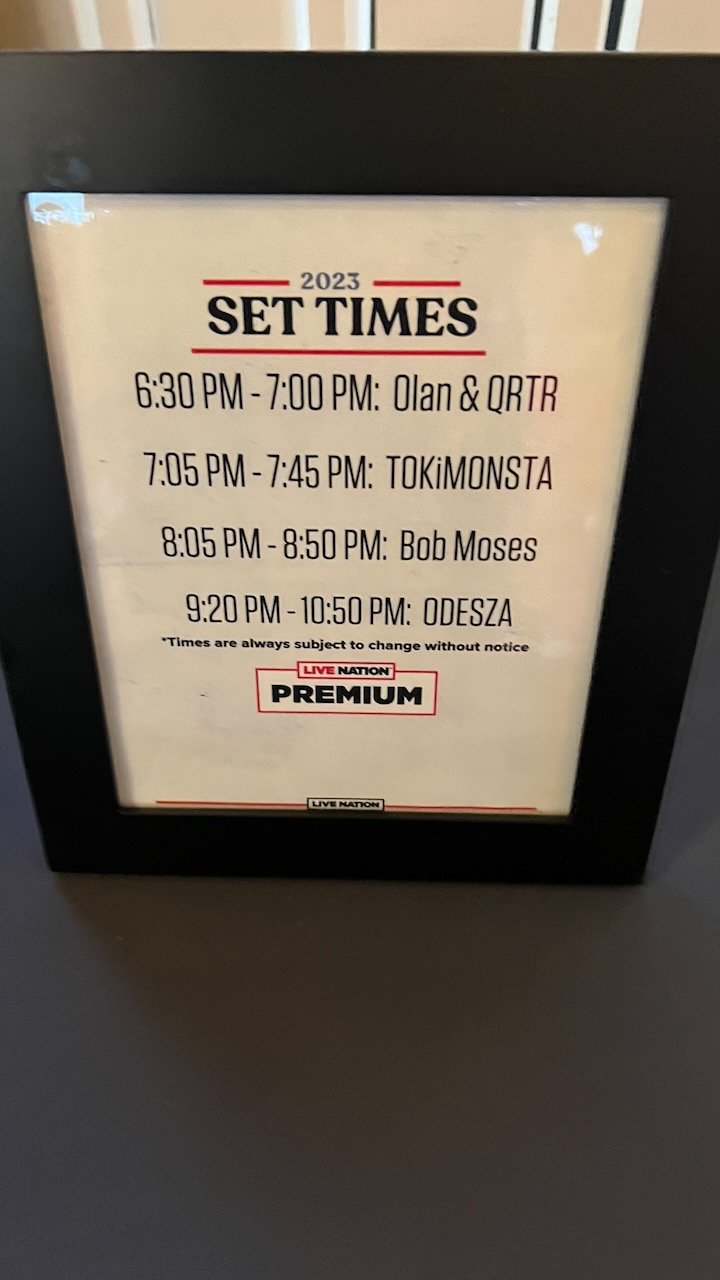 2023
SET TIMES
6:30 PM - 7:00 PM: Olan & QRTR
7:05 PM - 7:45 PM: TOKiMONSTA
8:05 PM - 8:50 PM: Bob Moses
9:20 PM - 10:50 PM: ODESZA
*Times are always subject to change without notice
LIVE NATION
PREMIUM
LIVE NATION